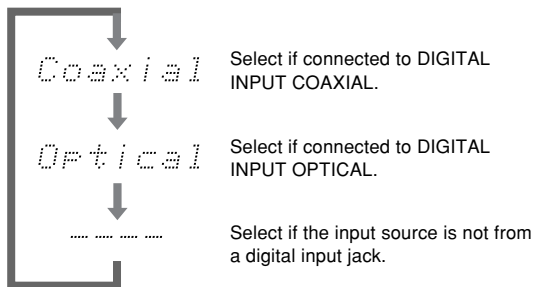 Coaxial
Select if connected to DIGITAL
INPUT COAXIAL.
Optical
Select if connected to DIGITAL
INPUT OPTICAL.
----
Select if the input source is not from
a digital input jack.